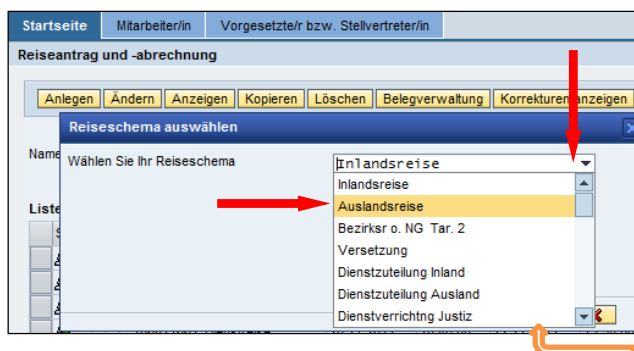 Startseite Mitarbeiter/in Vorgesetzte/r bzw. Stellvertreter/in
Reiseantrag und -abrechnung
Anlegen Ändern Anzeigen Kopieren Löschen Belegverwaltung Korrekturen anzeigen
Reiseschema auswählen
Name
Wählen Sie Ihr Reiseschema Inlandsreise
Inlandsreise
Liste
Auslandsreise
Bezirksr o. NG Tar. 2
Versetzung
Dienstzuteilung Inland
Dienstzuteilung Ausland
Dienstverrichtng Justiz